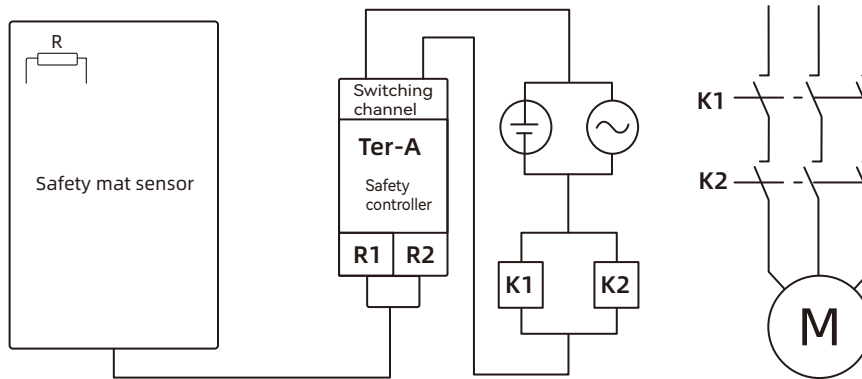 R
Safety mat sensor
Switching
channel
Ter-A
Safety
controller
R1 R2
K1 K2
K1
K2
M